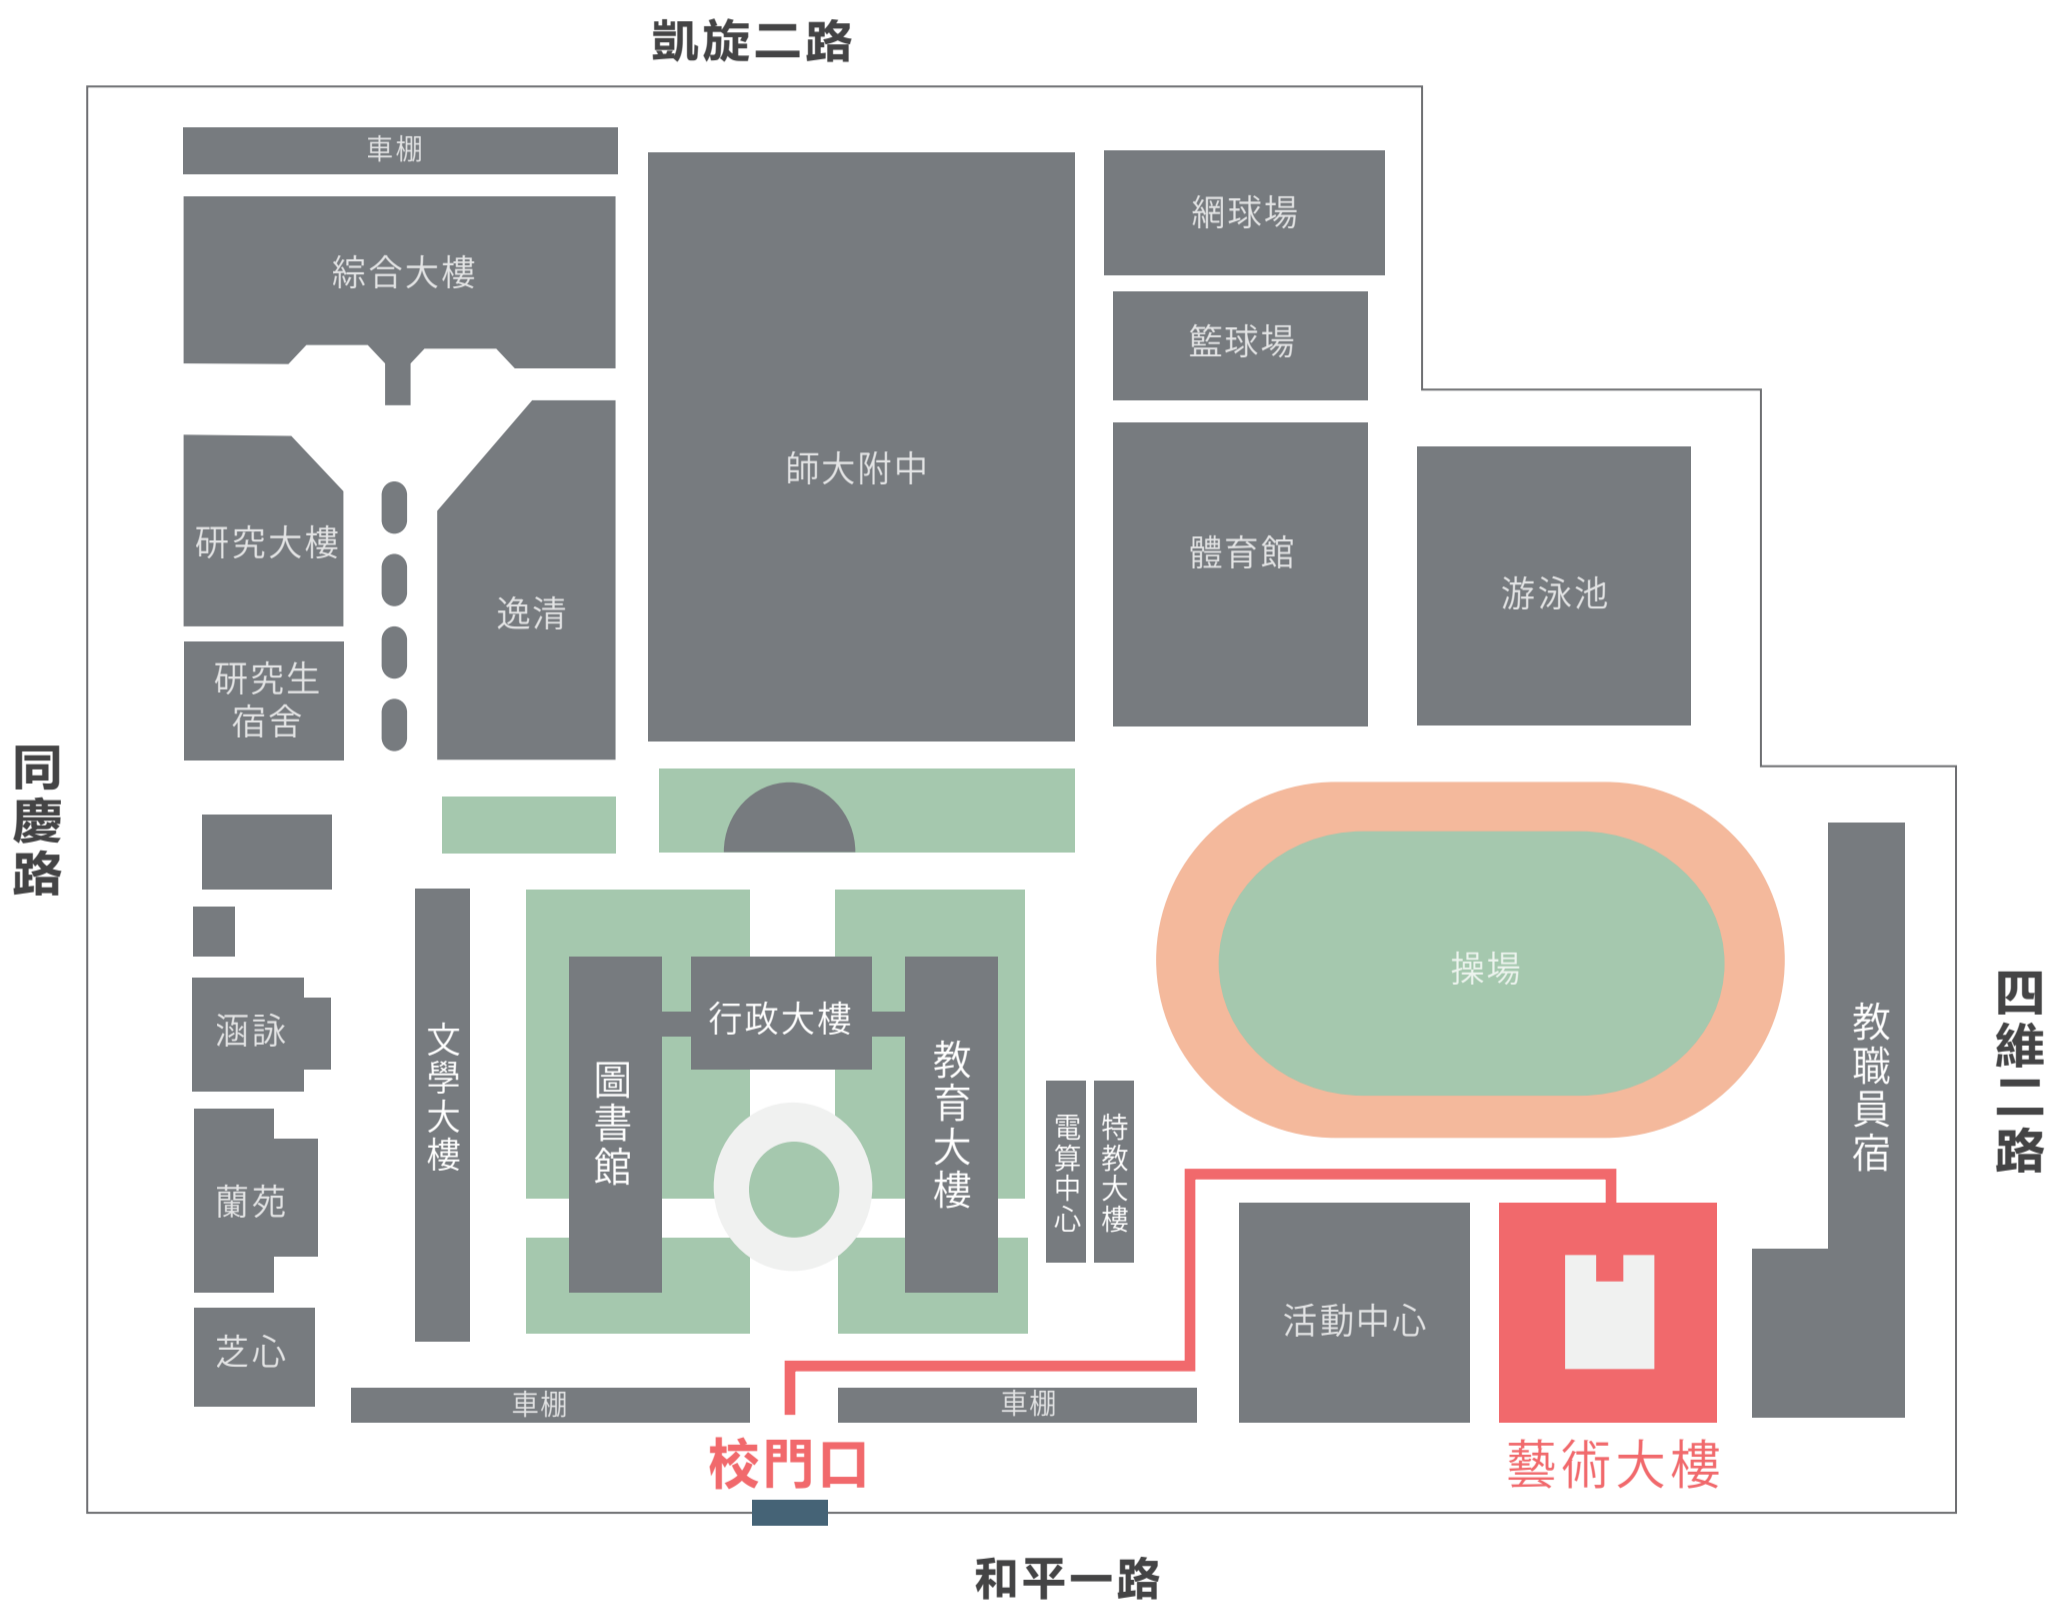 凱旋二路
車棚
綜合大樓
網球場
籃球場
師大附中
研究大樓
體育館
游泳池
逸清
研究生
宿舍
同慶路
操場
四維二路
教職員宿
行政大樓
涵詠
文學大樓
圖書館
教育大樓
電算中心
特教大樓
蘭苑
活動中心
芝心
車棚
車棚
校門口
藝術大樓
和平一路